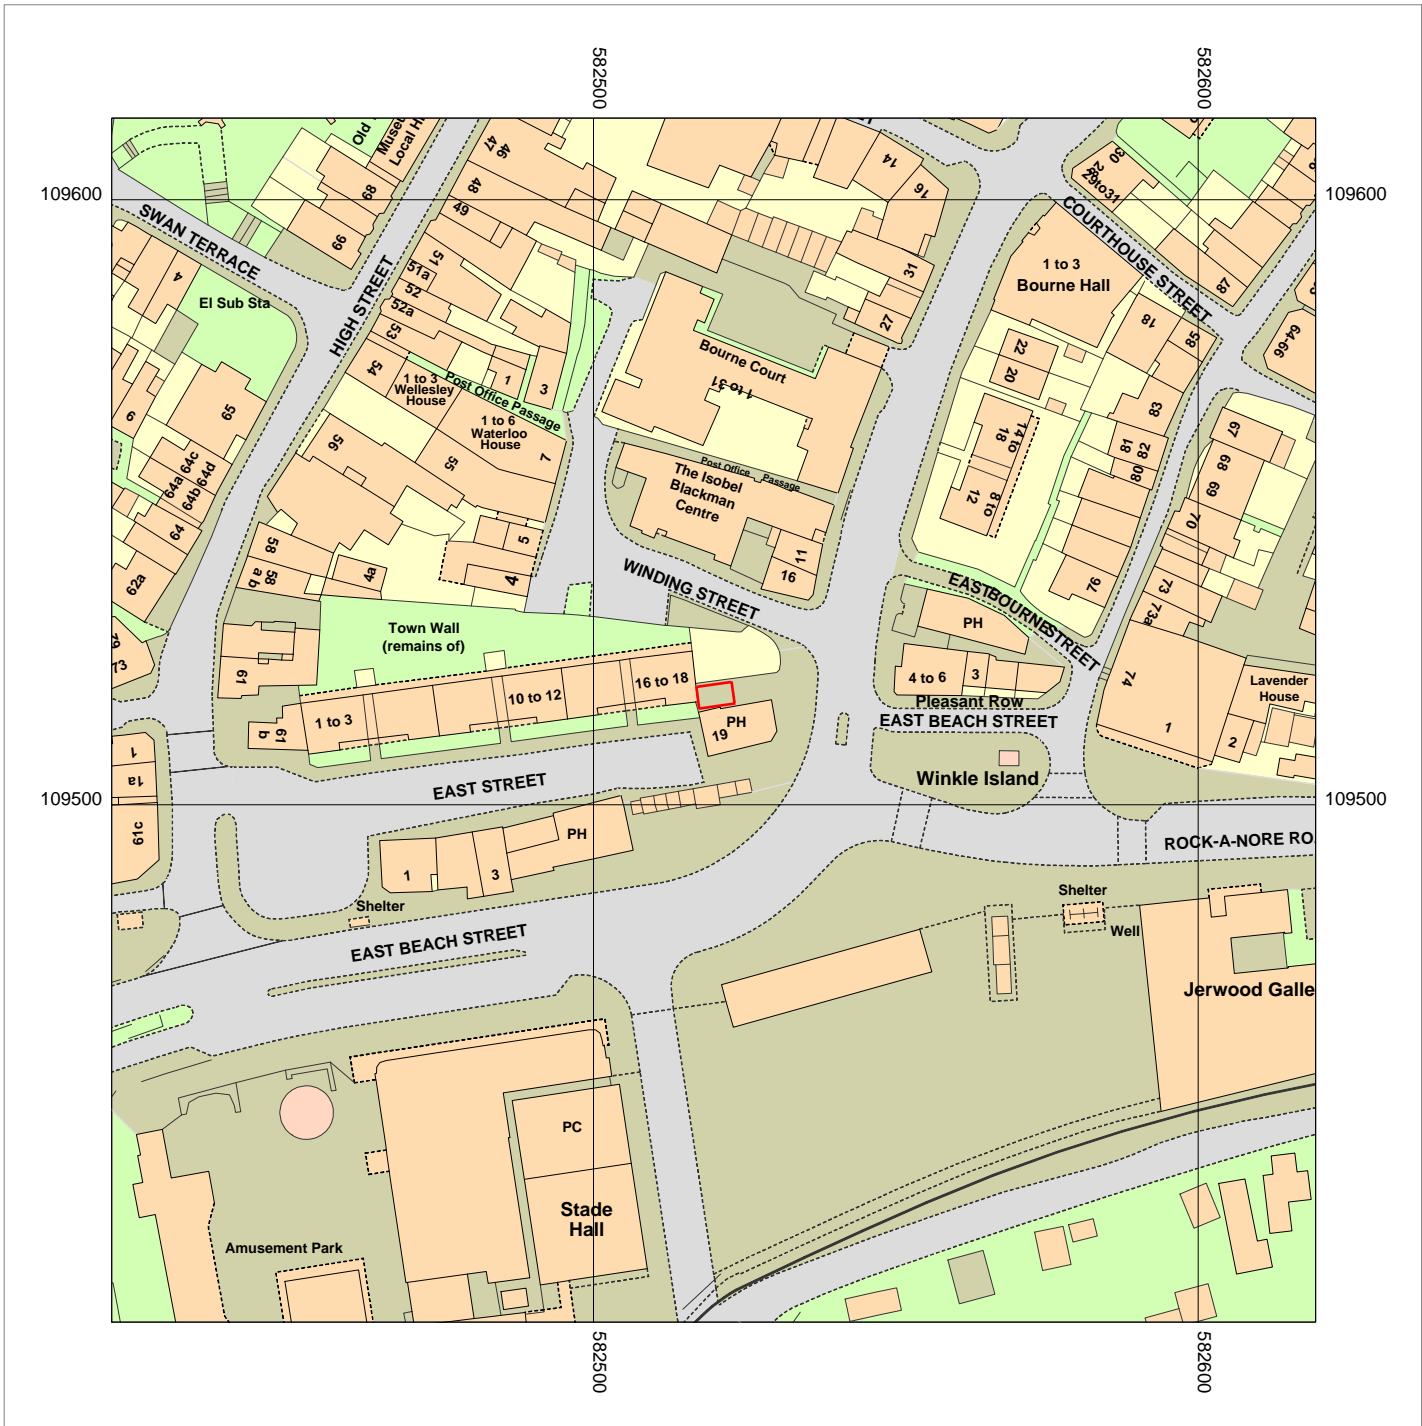 582500
582600
109600
109600
Old
Local H
47
46
48
49
68
66
14
16
30
29to31
SWAN TERRACE
4
El Sub Sta
HIGH STREET
51
51a
52
52a
53
54
31
27
COURTHOUSE STREET
1 to 3
Bourne Hall
87
18
58
64-66
22
20
Bourne Court
1 to 31
1 to 3
Wellesley
House
Post Office Passage
1
3
1 to 6
Waterloo
House
7
6
65
56
55
64c
64a
64d
64b
64
62a
Post Office Passage
The Isobel
Blackman
Centre
14 to
18
8 to
12
83
81
82
80
67
68
69
70
58
58
a b
4a
5
4
11
16
WINDING STREET
EASTBOURNE STREET
76
73
73a
74
PH
79
73
Town Wall
(remains of)
61
61
b
1 to 3
10 to 12
16 to 18
PH
19
4 to 6
3
Pleasant Row
EAST BEACH STREET
Lavender
House
1
2
1
1a
61c
EAST STREET
Winkle Island
109500
109500
PH
1
3
ROCK-A-NORE RO
Shelter
Shelter
Well
EAST BEACH STREET
Jerwood Galle
PC
Stade
Hall
Amusement Park
582500
582600